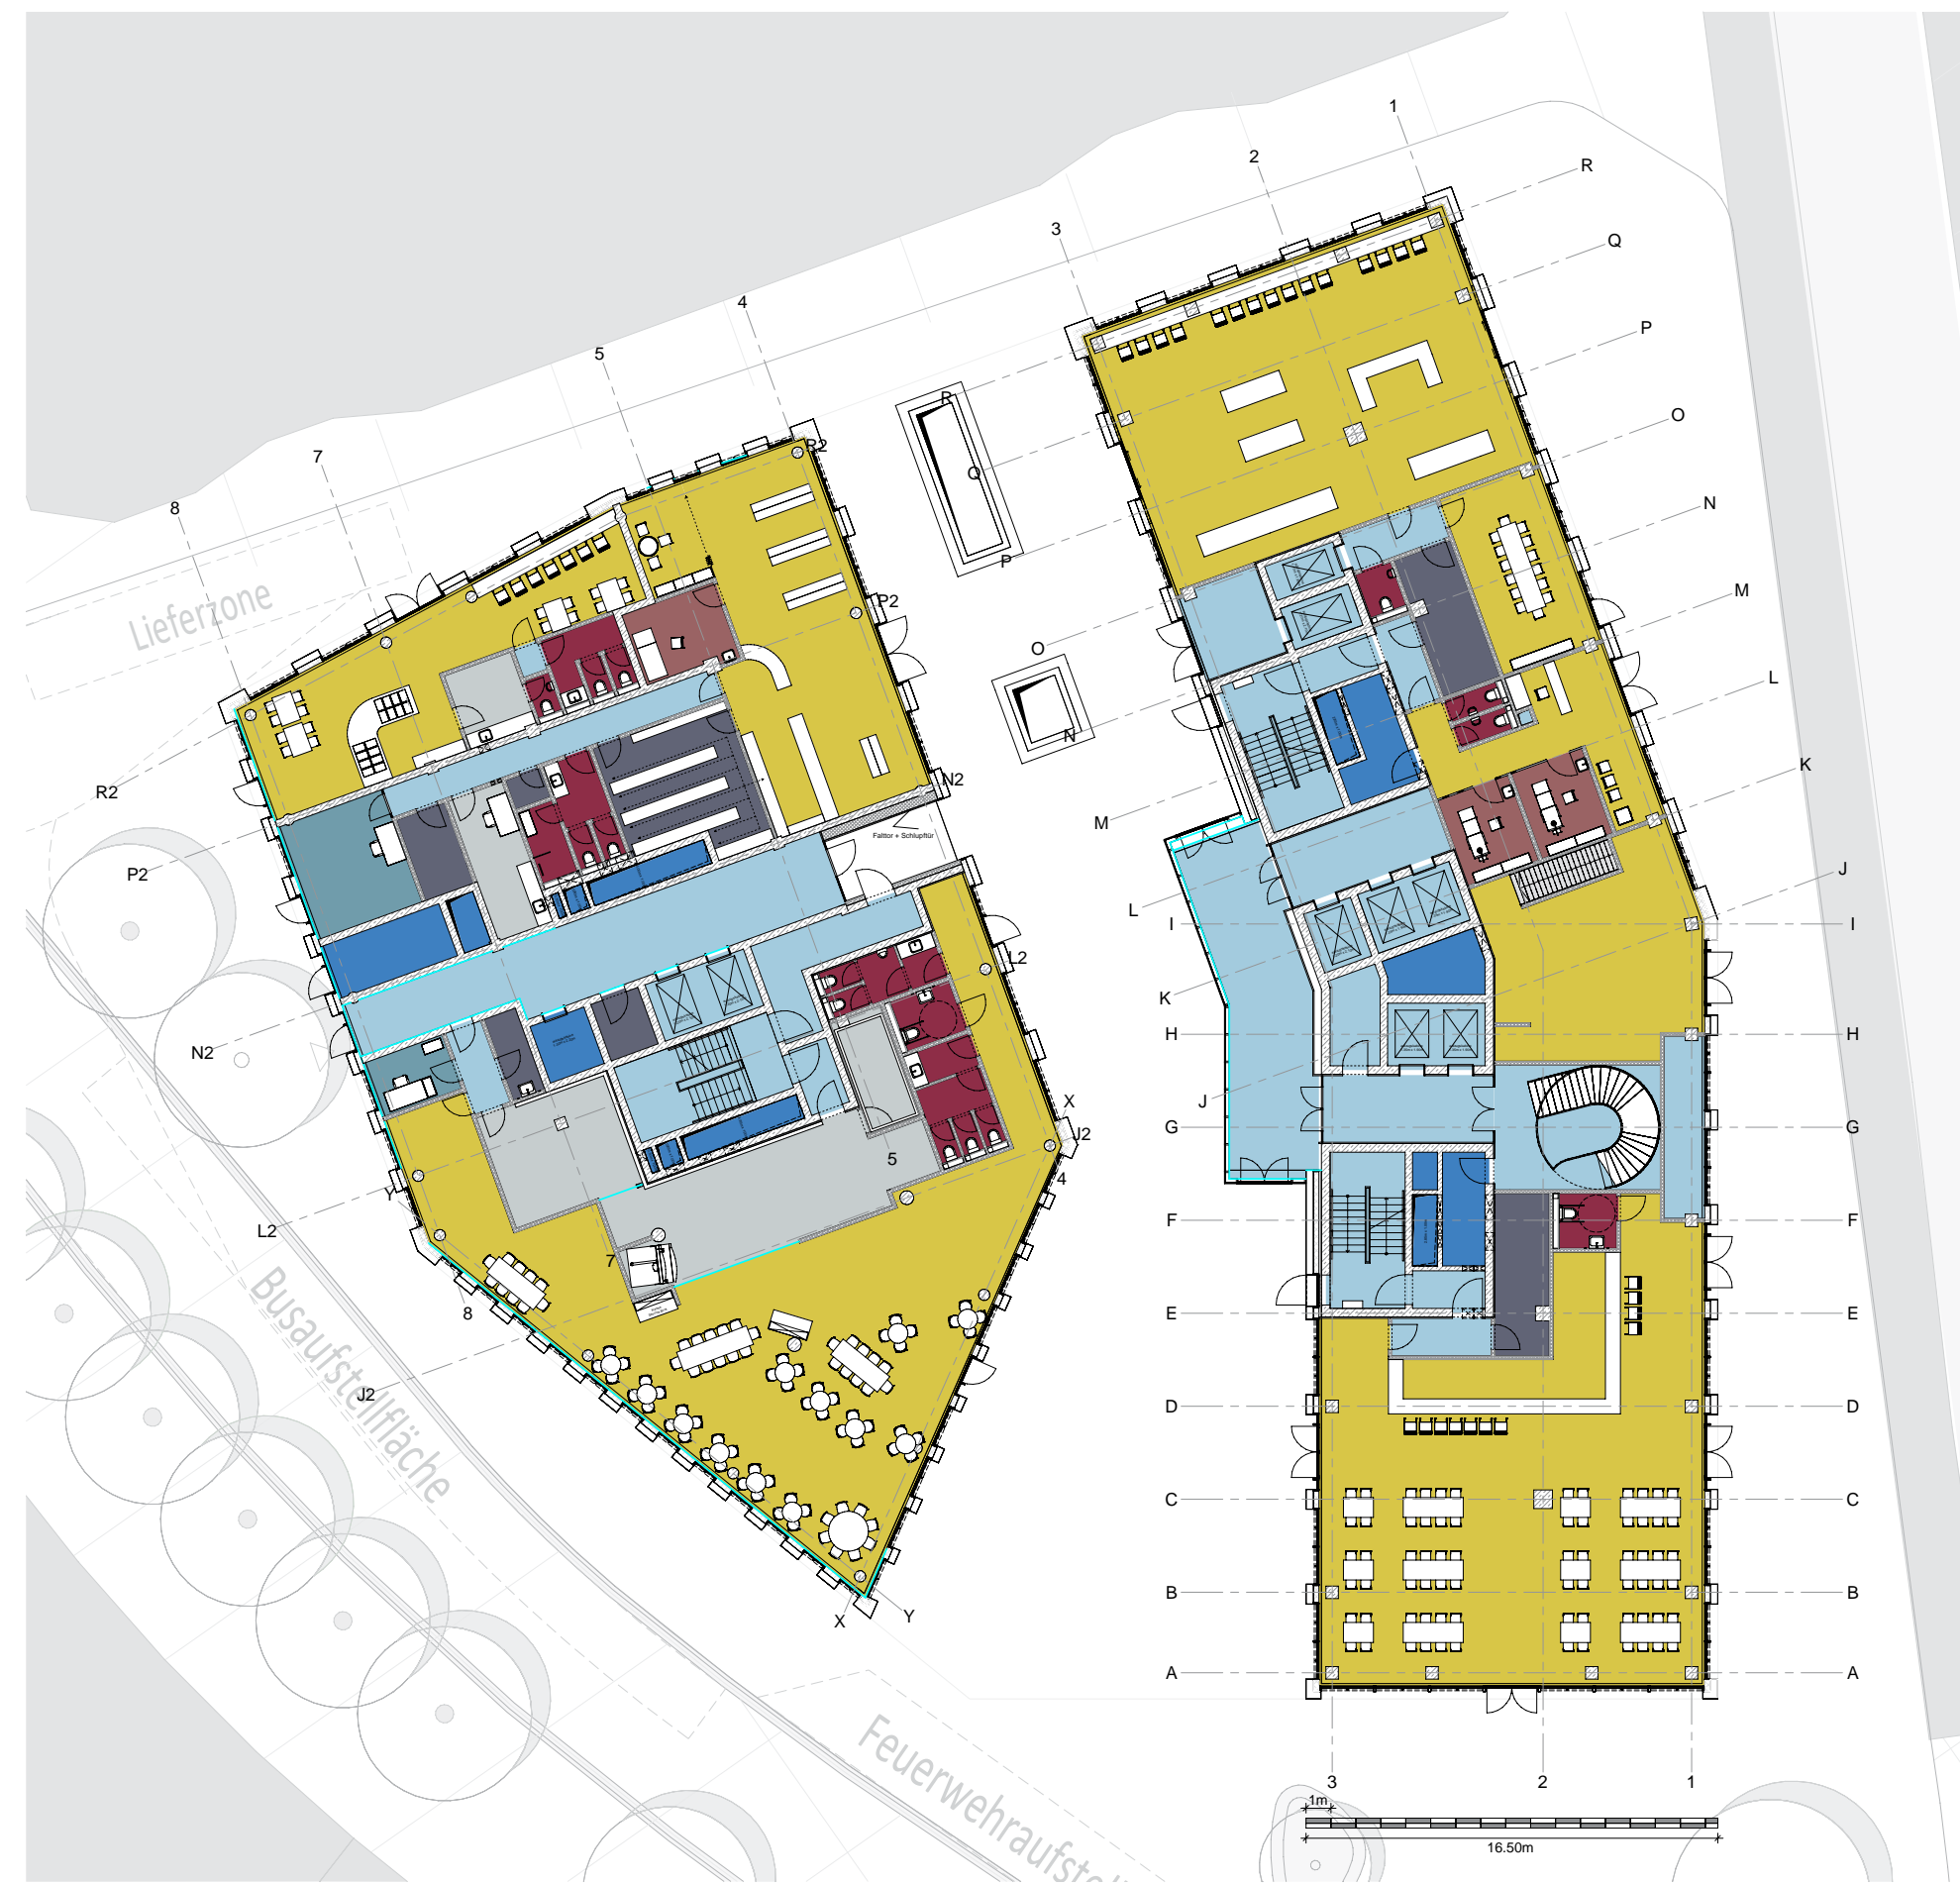 1
2
R
3
Q
4
P
5
R
O
7
R2
Q
8
N
P
Lieferzone
P2
M
O
L
N
N2
K
R2
M
Falttor + Schlupftür
P2
J
L
I
I
L2
K
N2
H
H
X
J
J2
G
G
5
4
Y
F
F
L2
7
8
E
E
Busaufstellfläche
J2
D
D
C
C
B
B
X
Y
A
A
Feuerwehraufstell
3
2
1
1m
16.50m